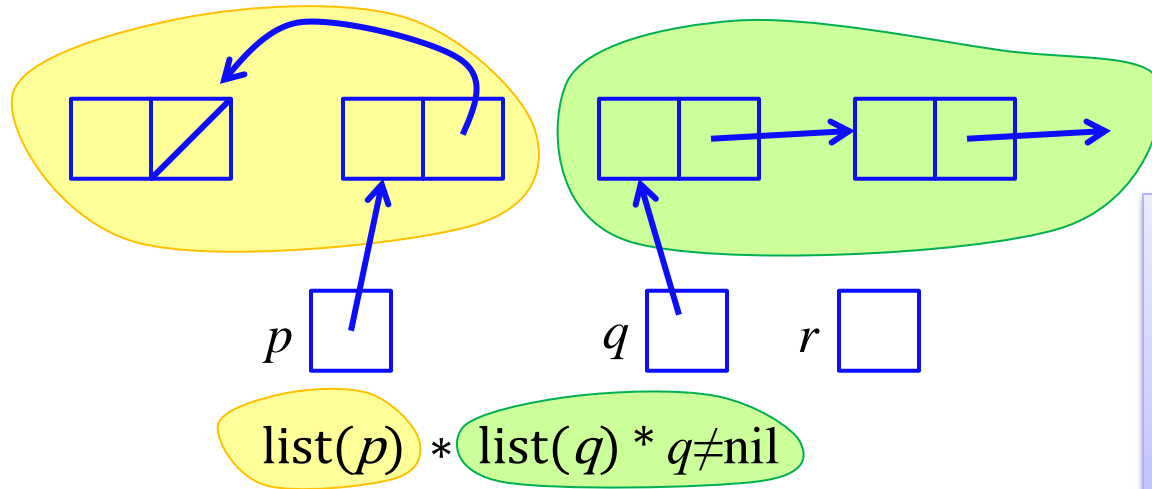 p q r
list(p) * list(q) * q≠nil